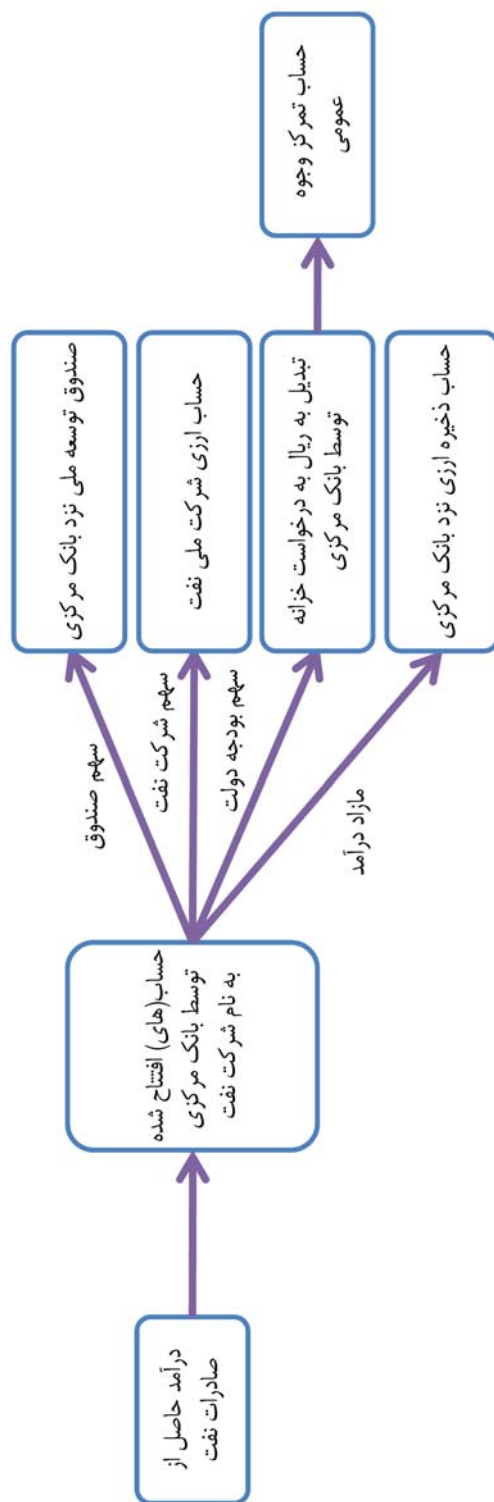 درآمد حاصل از
صادرات نفت
حساب(های) افتتاح شده
توسط بانک مرکزی
به نام شرکت نفت
سهم صندوق
سهم شرکت نفت
سهم بودجه دولت
مازاد درآمد
صندوق توسعه ملی نزد بانک مرکزی
حساب ارزی شرکت ملی نفت
تبدیل به ریال به درخواست خزانه
توسط بانک مرکزی
حساب ذخیره ارزی نزد بانک مرکزی
حساب تمرکز وجوه
عمومی